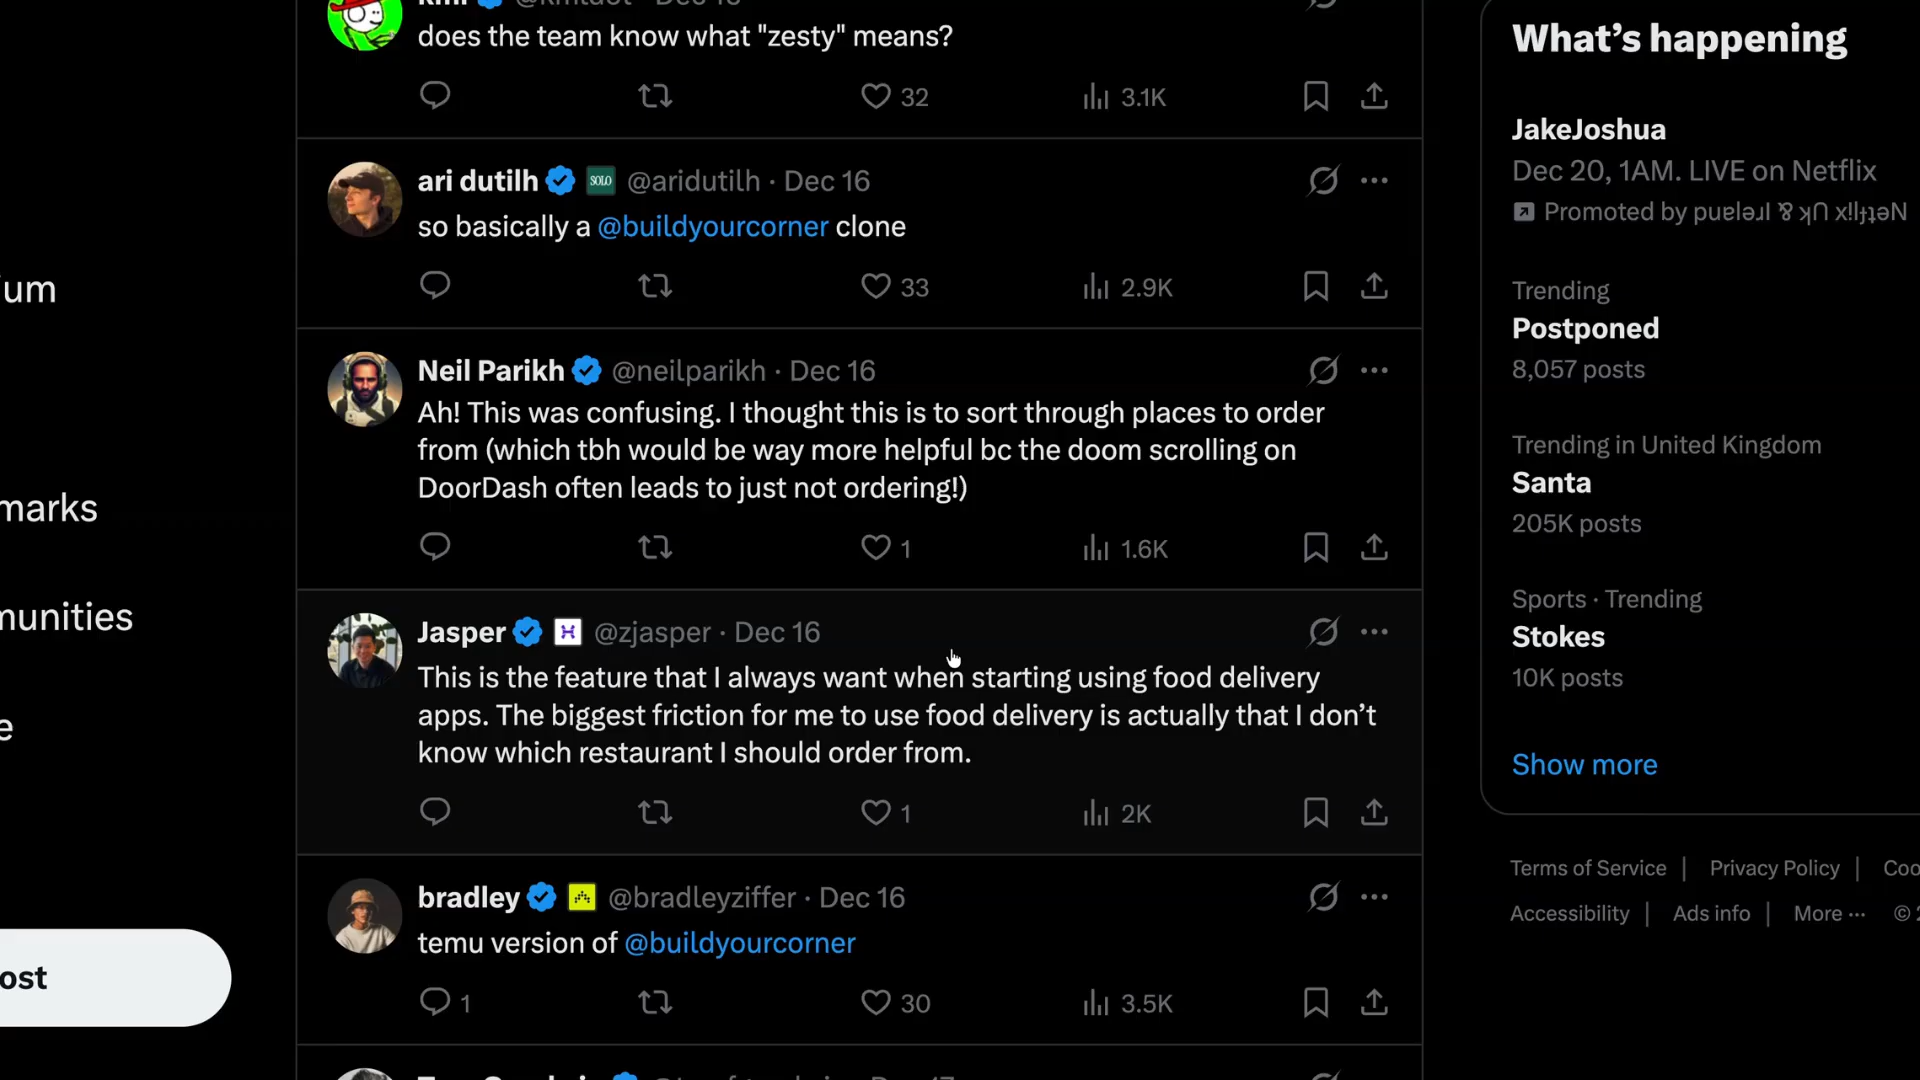 does the team know what "zesty" means?
32
3.1K
ari dutilh SOLO @aridutilh · Dec 16
so basically a @buildyourcorner clone
33
2.9K
Neil Parikh @neilparikh · Dec 16
Ah! This was confusing. I thought this is to sort through places to order
from (which tbh would be way more helpful bc the doom scrolling on
DoorDash often leads to just not ordering!)
1
1.6K
Jasper @zjasper · Dec 16
This is the feature that I always want when starting using food delivery
apps. The biggest friction for me to use food delivery is actually that I don’t
know which restaurant I should order from.
1
2K
bradley @bradleyziffer · Dec 16
temu version of @buildyourcorner
1
30
3.5K
ium
marks
munities
e
ost
What’s happening
JakeJoshua
Dec 20, 1AM. LIVE on Netflix
Promoted by
Trending
Postponed
8,057 posts
Trending in United Kingdom
Santa
205K posts
Sports · Trending
Stokes
10K posts
Show more
Terms of Service | Privacy Policy | Coo
Accessibility | Ads info | More ··· ©